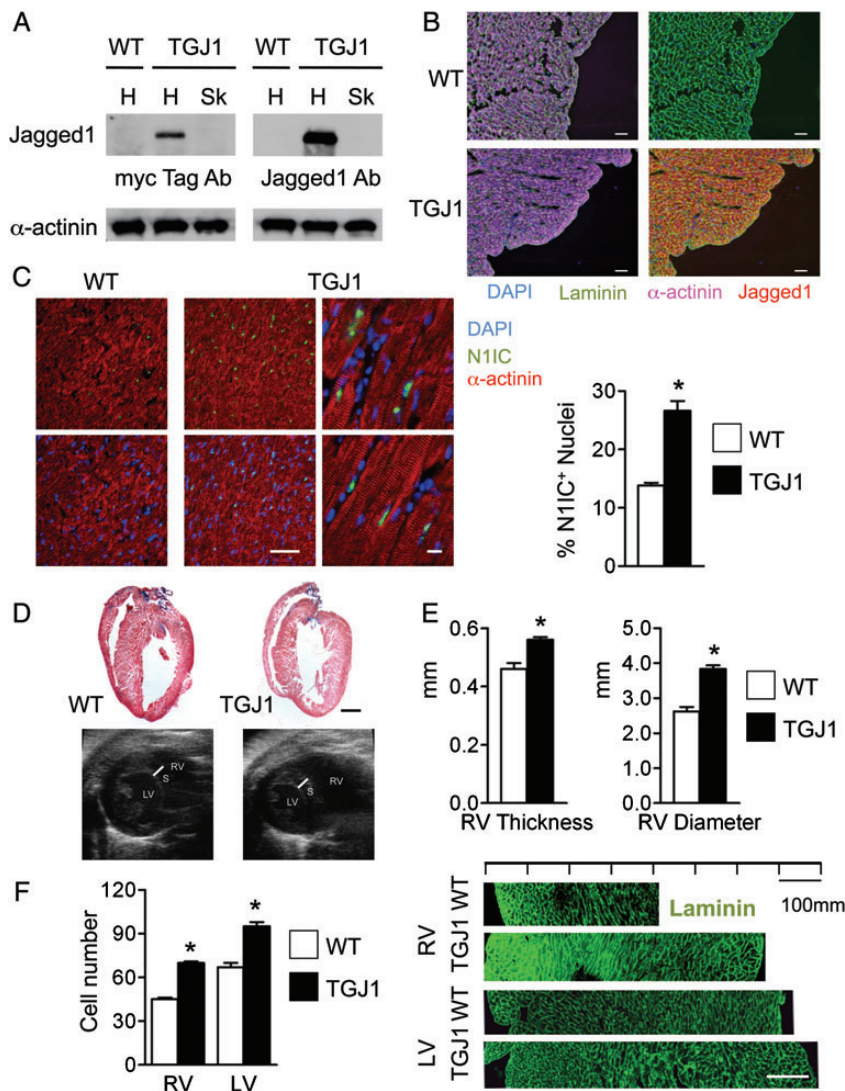 A
WT TGJ1 WT TGJ1
H H Sk H H Sk
Jagged1
myc Tag Ab Jagged1 Ab
α-actinin
B
WT
TGJ1
DAPI Laminin α-actinin Jagged1
C
WT TGJ1
DAPI
N1IC
α-actinin
% N1IC+ Nuclei
30
20
10
0
*
WT
TGJ1
D
WT TGJ1
RV
S
LV
RV
S
LV
E
mm
0.6
0.4
0.2
0.0
*
RV Thickness
mm
5.0
4.0
3.0
2.0
1.0
0.0
*
RV Diameter
WT
TGJ1
F
Cell number
120
90
60
30
0
* *
RV LV
WT
TGJ1
100mm
Laminin
RV
TGJ1 WT
LV
TGJ1 WT